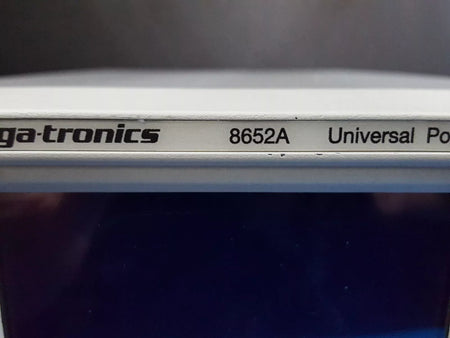 ga-tronics 8652A Universal Po